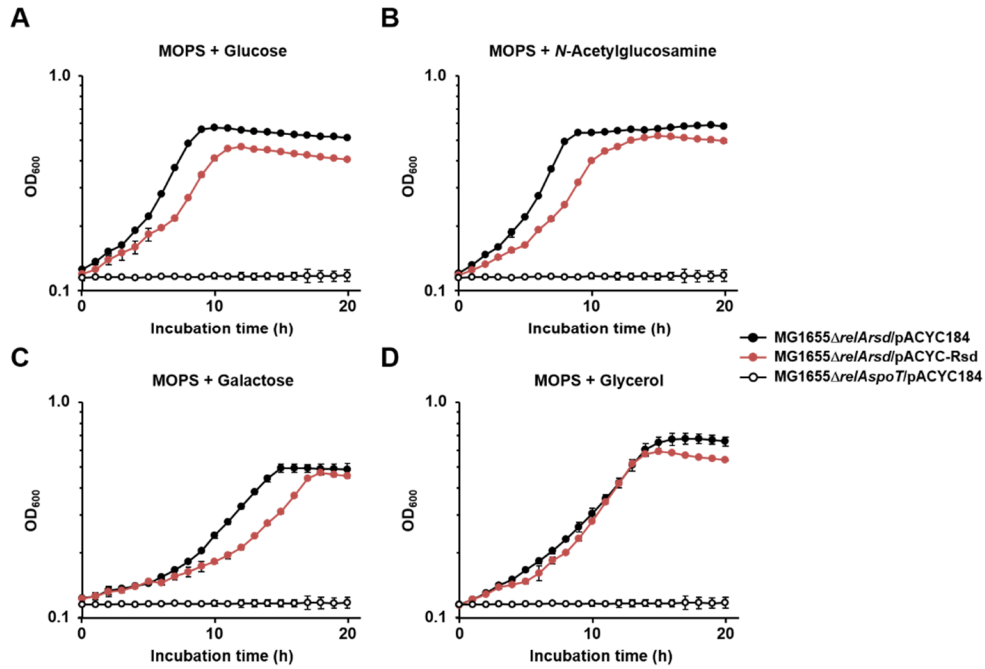 A
MOPS + Glucose
1.0
OD600
0.1
0
10
20
Incubation time (h)
B
MOPS + N-Acetylglucosamine
1.0
OD600
0.1
0
10
20
Incubation time (h)
C
MOPS + Galactose
1.0
OD600
0.1
0
10
20
Incubation time (h)
D
MOPS + Glycerol
1.0
OD600
0.1
0
10
20
Incubation time (h)
MG1655ΔrelArsd/pACYC184
MG1655ΔrelArsd/pACYC-Rsd
MG1655ΔrelAspoT/pACYC184